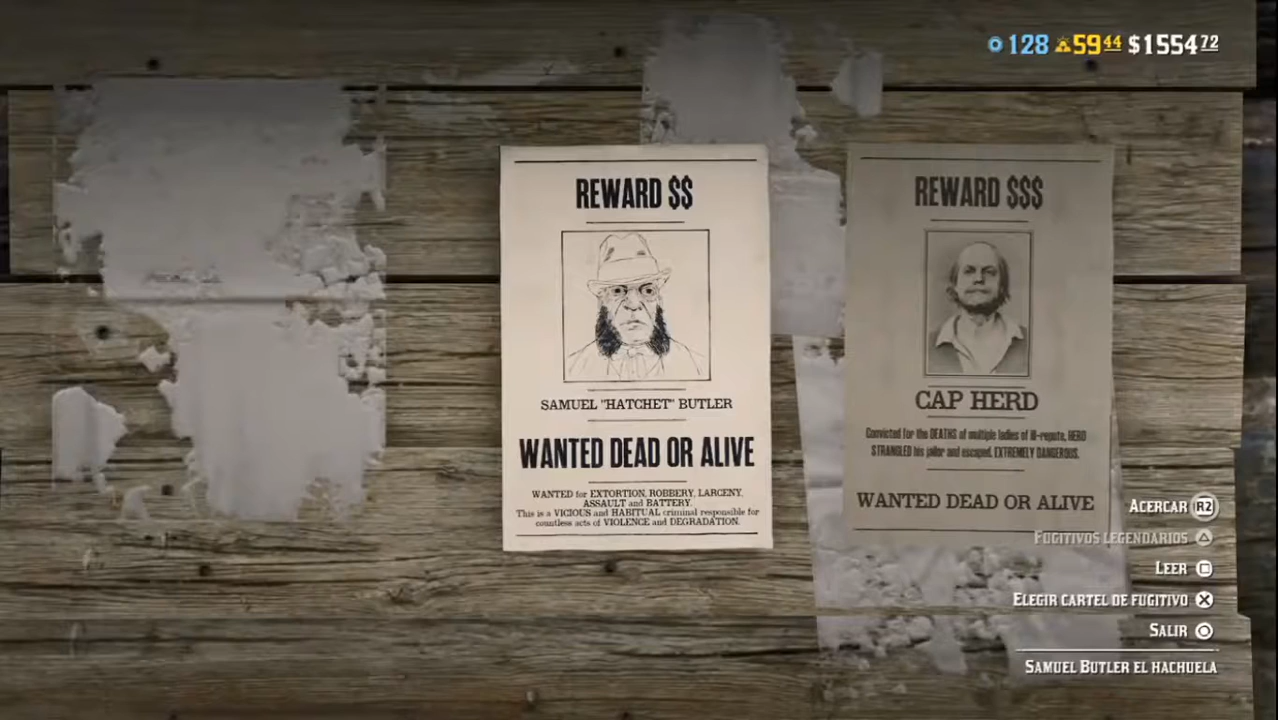 128 59 44 $1554 72
REWARD $$
SAMUEL "HATCHET" BUTLER
WANTED DEAD OR ALIVE
WANTED for EXTORTION, ROBBERY, LARCENY,
ASSAULT and BATTERY.
This is a VICIOUS and HABITUAL criminal responsible for
countless acts of VIOLENCE and DEGRADATION.
REWARD $$$
CAP HERD
Convicted for the DEATHS of multiple ladies of ill-repute, HERD
STRANGLED his jailor and escaped. EXTREMELY DANGEROUS.
WANTED DEAD OR ALIVE
ACERCAR R2
FUGITIVOS LEGENDARIOS
LEER
ELEGIR CARTEL DE FUGITIVO
SALIR
SAMUEL BUTLER EL HACHUELA